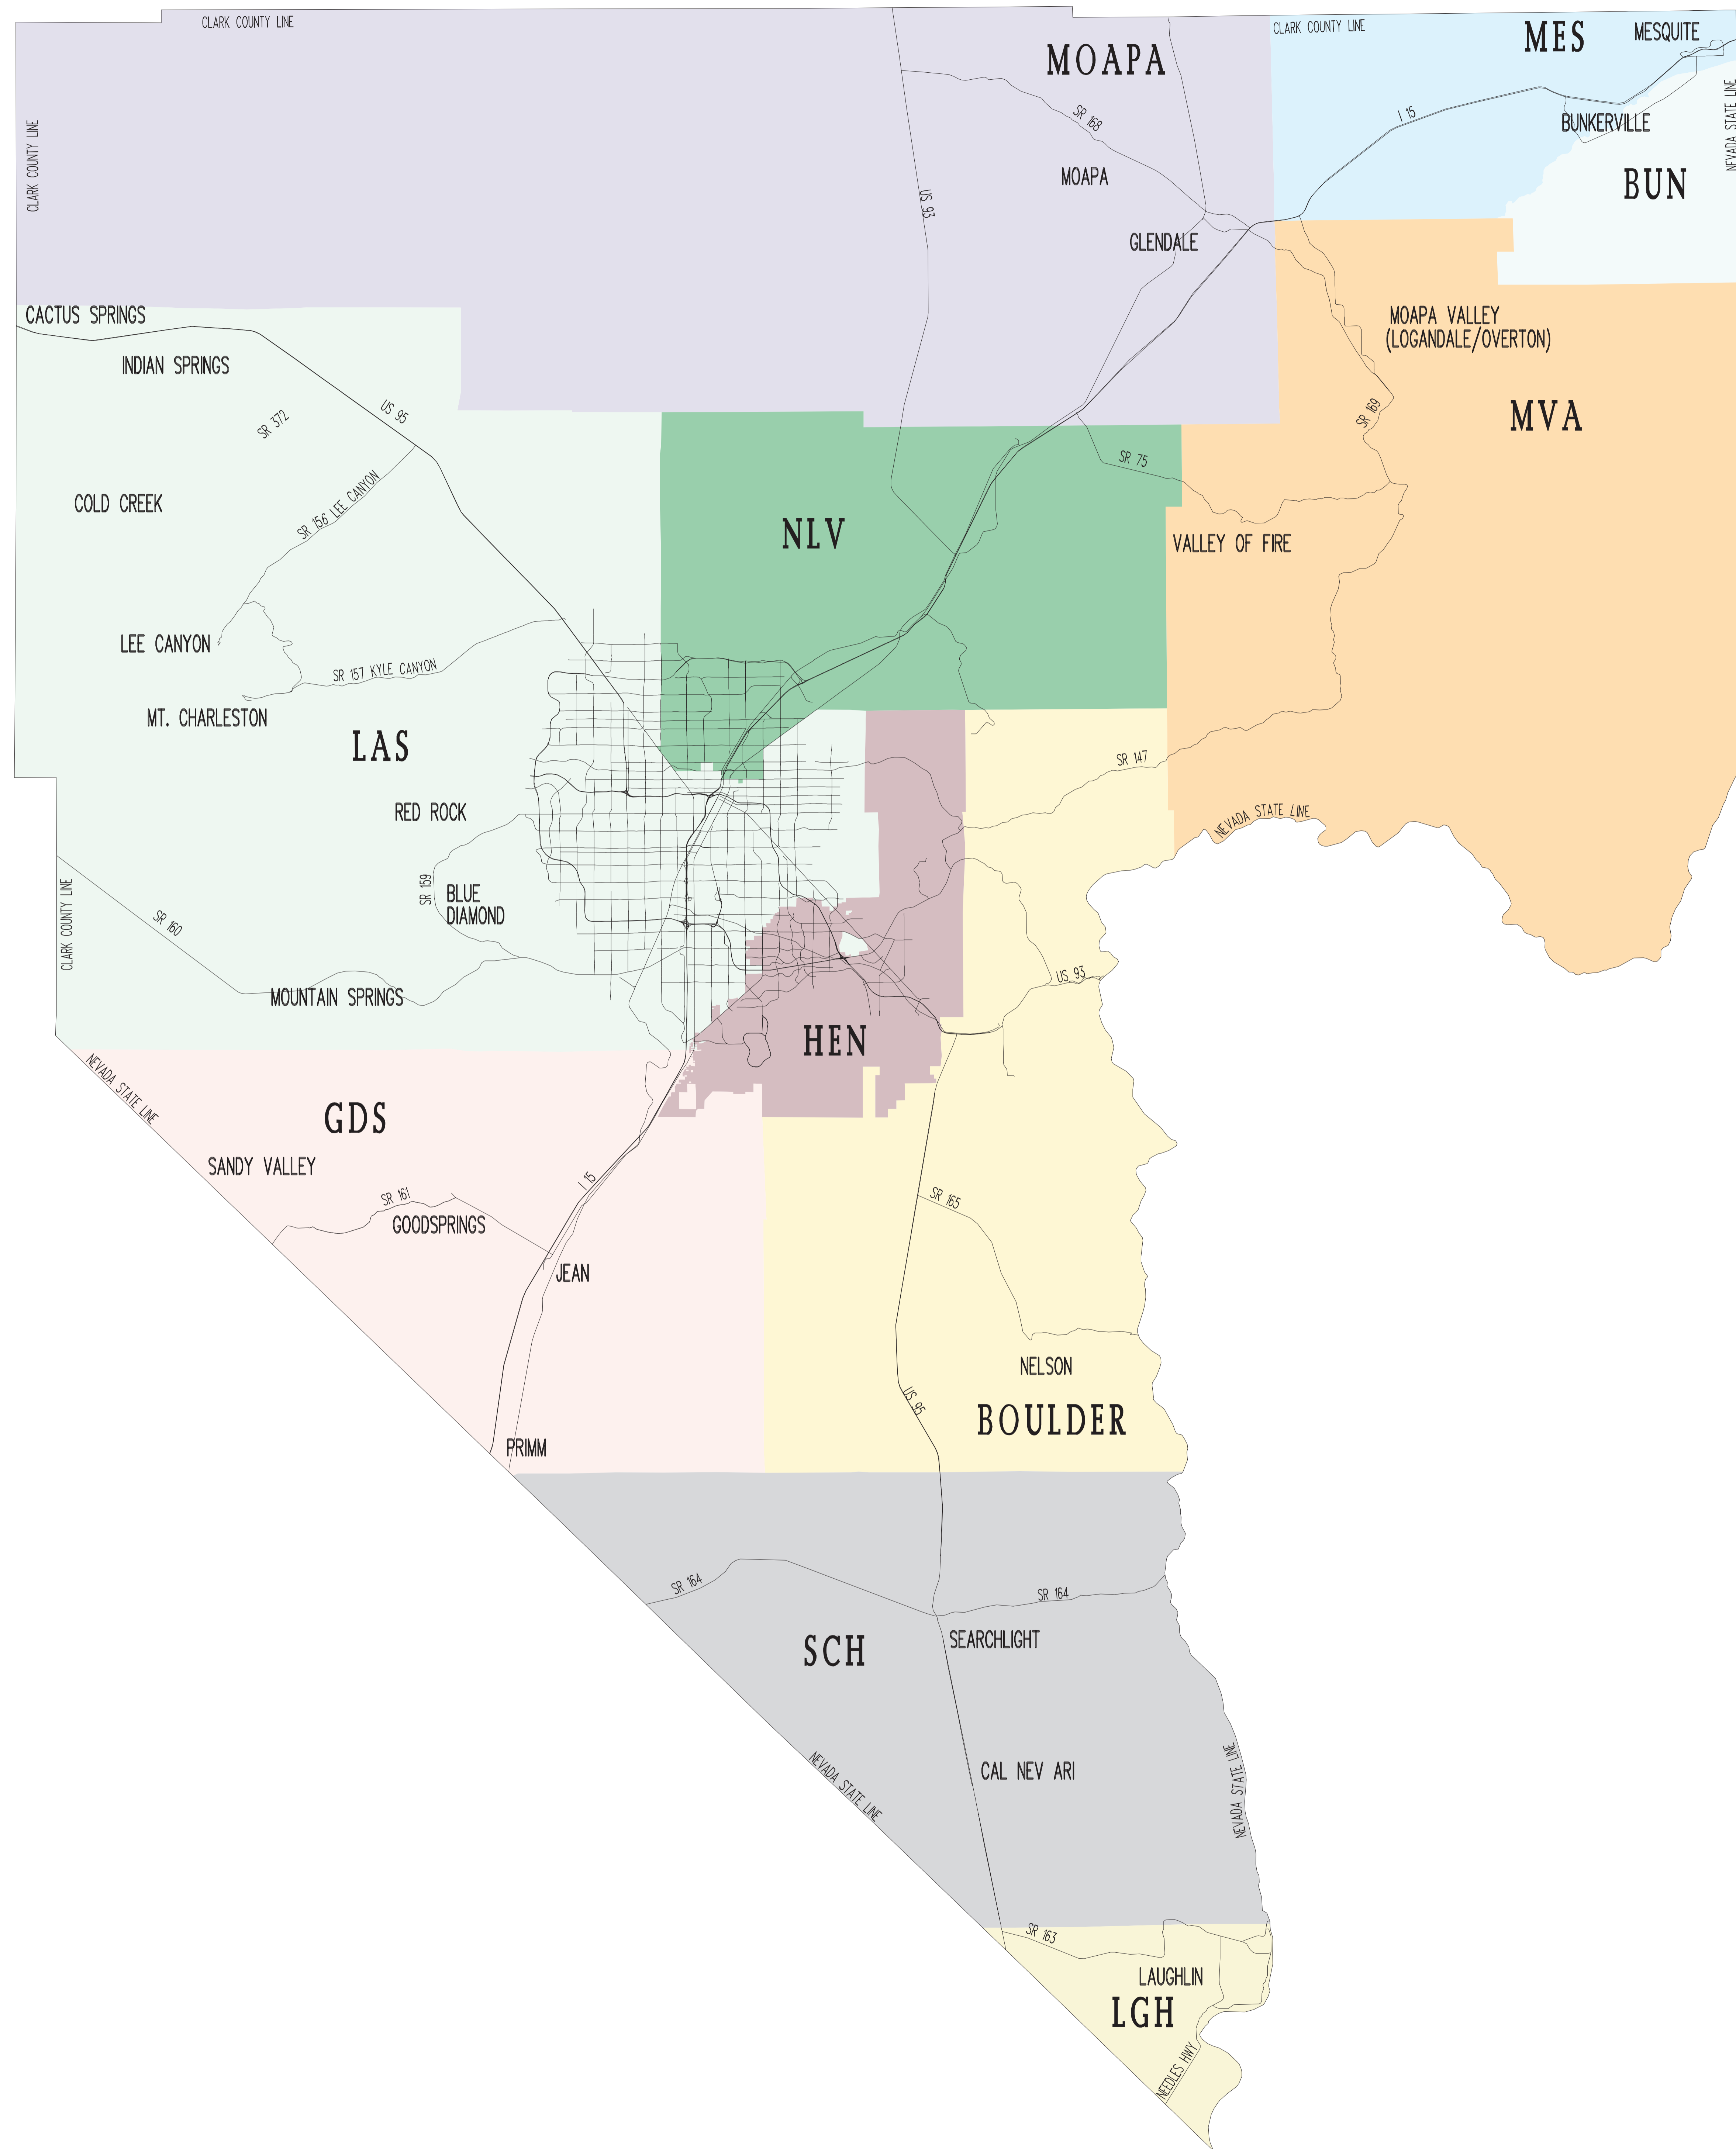 CLARK COUNTY LINE
CLARK COUNTY LINE
MES
MESQUITE
MOAPA
CLARK COUNTY LINE
NEVADA STATE LINE
SR 168
I 15
BUNKERVILLE
MOAPA
BUN
US 93
GLENDALE
CACTUS SPRINGS
MOAPA VALLEY
(LOGANDALE/OVERTON)
INDIAN SPRINGS
US 95
SR 372
SR 169
MVA
SR 75
COLD CREEK
SR 156 LEE CANYON
NLV
VALLEY OF FIRE
LEE CANYON
SR 157 KYLE CANYON
MT. CHARLESTON
LAS
SR 147
RED ROCK
NEVADA STATE LINE
SR 159
BLUE
DIAMOND
CLARK COUNTY LINE
SR 160
US 93
MOUNTAIN SPRINGS
HEN
NEVADA STATE LINE
GDS
SANDY VALLEY
I 15
SR 161
SR 165
GOODSPRINGS
JEAN
NELSON
US 95
BOULDER
PRIMM
SR 164
SR 164
SCH
SEARCHLIGHT
CAL NEV ARI
NEVADA STATE LINE
NEVADA STATE LINE
SR 163
LAUGHLIN
LGH
NEEDLES HWY